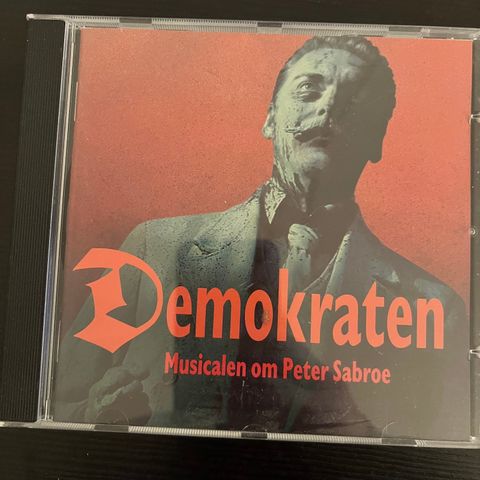 Demokraten
Musicalen om Peter Sabroe